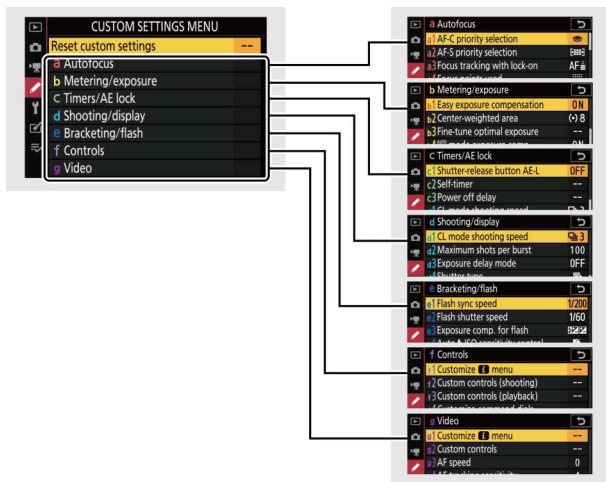 CUSTOM SETTINGS MENU
Reset custom settings --
a Autofocus
b Metering/exposure
c Timers/AE lock
d Shooting/display
e Bracketing/flash
f Controls
g Video
a Autofocus
a1 AF-C priority selection
a2 AF-S priority selection
a3 Focus tracking with lock-on AF
b Metering/exposure
b1 Easy exposure compensation ON
b2 Center-weighted area (•) 8
b3 Fine-tune optimal exposure --
c Timers/AE lock
c1 Shutter-release button AE-L OFF
c2 Self-timer --
c3 Power off delay --
d Shooting/display
d1 CL mode shooting speed 3
d2 Maximum shots per burst 100
d3 Exposure delay mode OFF
e Bracketing/flash
e1 Flash sync speed 1/200
e2 Flash shutter speed 1/60
e3 Exposure comp. for flash
f Controls
f1 Customize i menu --
f2 Custom controls (shooting) --
f3 Custom controls (playback) --
g Video
g1 Customize i menu --
g2 Custom controls --
g3 AF speed 0